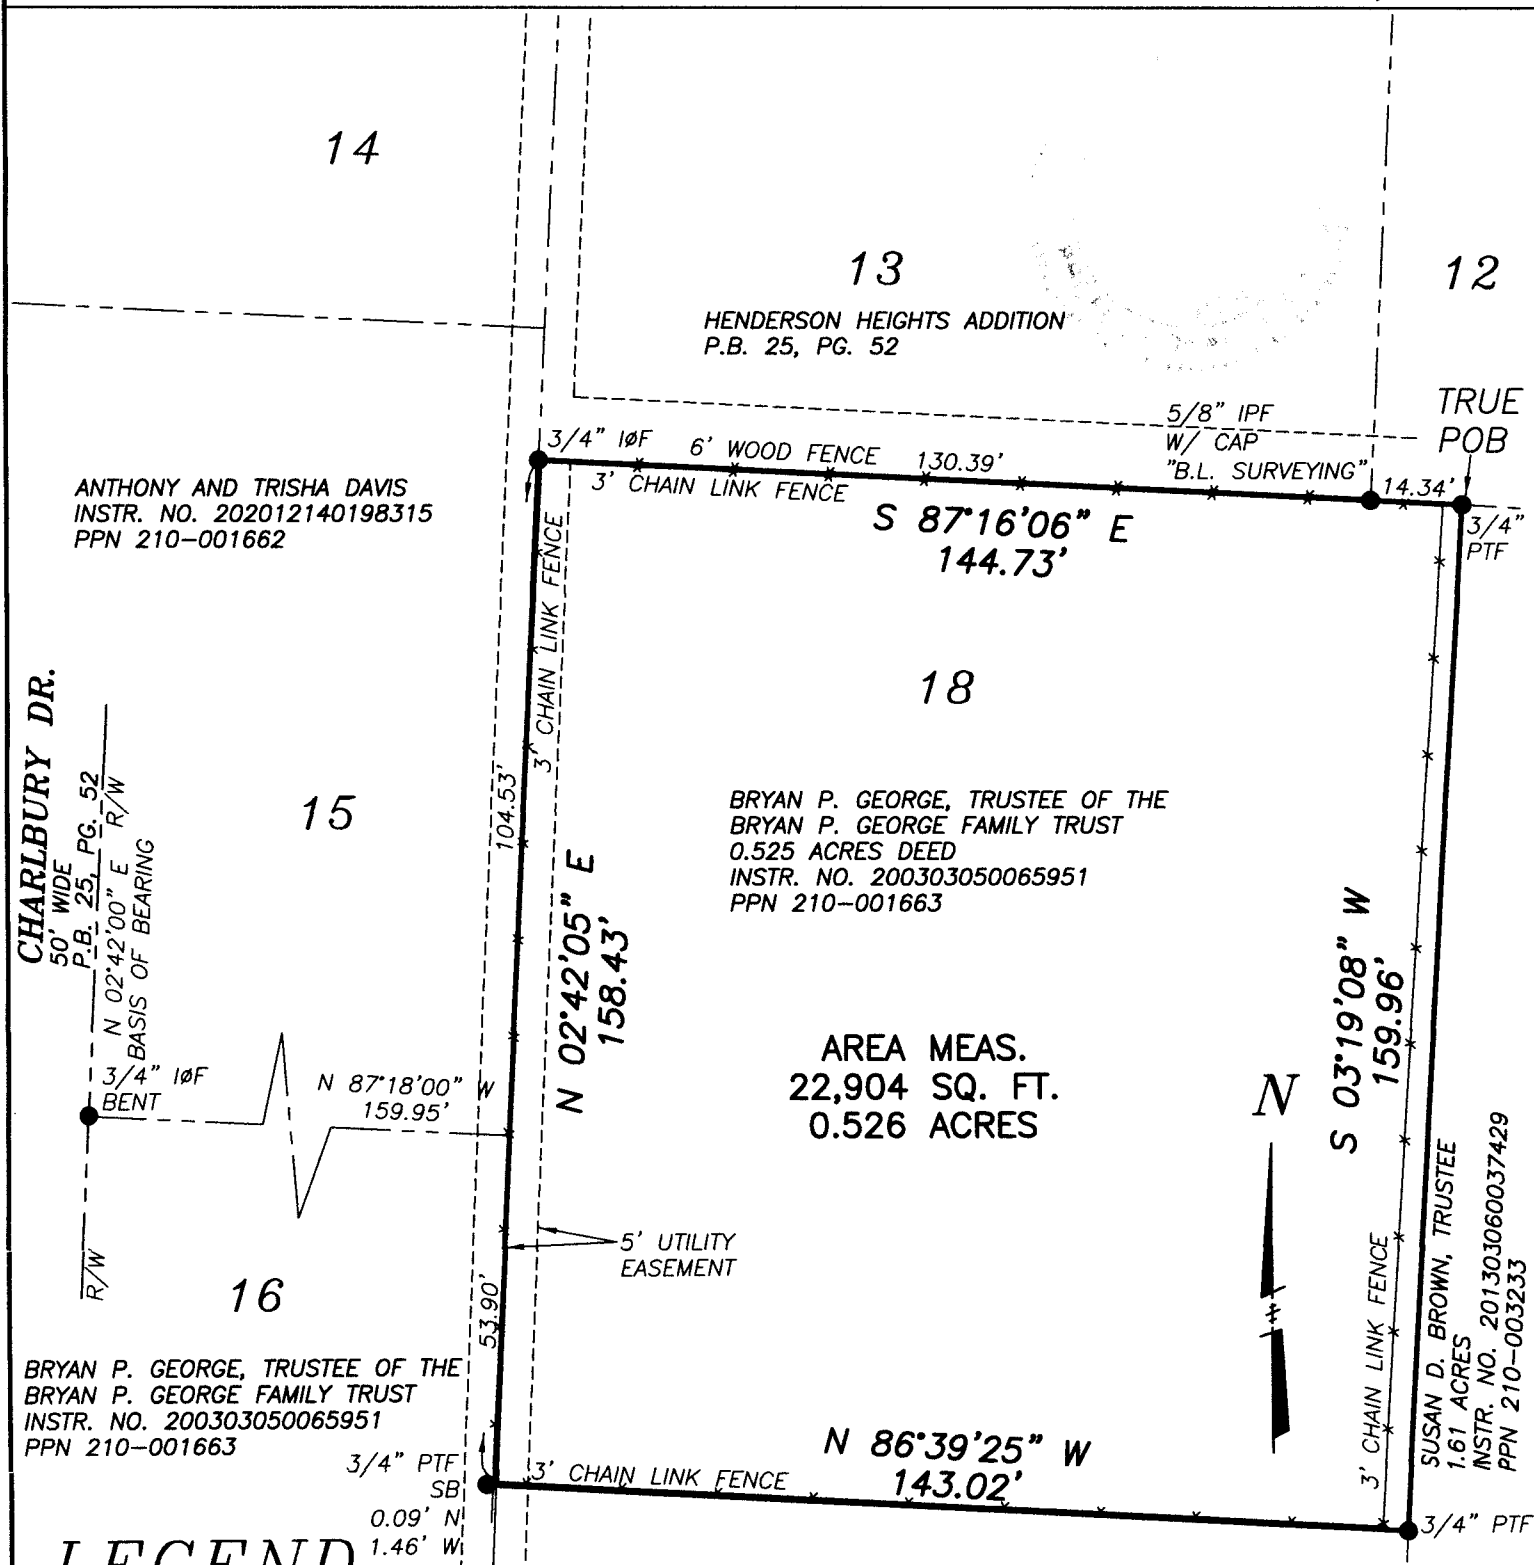 14
13
12
HENDERSON HEIGHTS ADDITION
P.B. 25, PG. 52
TRUE
POB
5/8" IPF
W/ CAP
"B.L. SURVEYING"
3/4" IØF
6' WOOD FENCE
130.39'
3' CHAIN LINK FENCE
14.34'
3/4"
PTF
S 87°16'06" E
144.73'
ANTHONY AND TRISHA DAVIS
INSTR. NO. 202012140198315
PPN 210-001662
3' CHAIN LINK FENCE
18
CHARLBURY DR.
50' WIDE
P.B. 25, PG. 52
N 02°42'00" E R/W
BASIS OF BEARING
15
104.53'
BRYAN P. GEORGE, TRUSTEE OF THE
BRYAN P. GEORGE FAMILY TRUST
0.525 ACRES DEED
INSTR. NO. 200303050065951
PPN 210-001663
N 02°42'05" E
158.43'
S 03°19'08" W
159.96'
AREA MEAS.
22,904 SQ. FT.
0.526 ACRES
N
3/4" IØF
BENT
N 87°18'00" W
159.95'
5' UTILITY
EASEMENT
R/W
16
53.90'
3' CHAIN LINK FENCE
SUSAN D. BROWN, TRUSTEE
1.61 ACRES
INSTR. NO. 201303060037429
PPN 210-003233
BRYAN P. GEORGE, TRUSTEE OF THE
BRYAN P. GEORGE FAMILY TRUST
INSTR. NO. 200303050065951
PPN 210-001663
3/4" PTF
SB
0.09' N
1.46' W
3' CHAIN LINK FENCE
N 86°39'25" W
143.02'
3/4" PTF
LEGEND